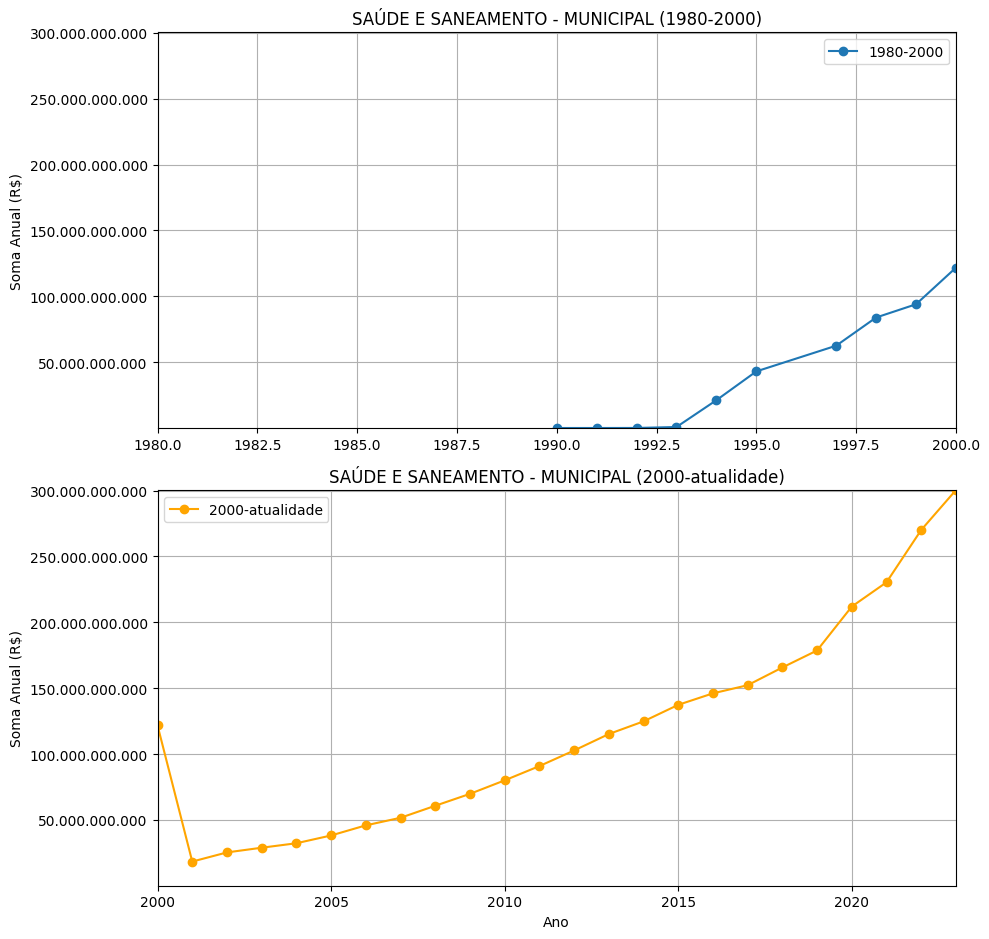 SAÚDE E SANEAMENTO - MUNICIPAL (1980-2000)
300.000.000.000
250.000.000.000
200.000.000.000
150.000.000.000
100.000.000.000
50.000.000.000
Soma Anual (R$)
1980-2000
1980.0 1982.5 1985.0 1987.5 1990.0 1992.5 1995.0 1997.5 2000.0
SAÚDE E SANEAMENTO - MUNICIPAL (2000-atualidade)
300.000.000.000
250.000.000.000
200.000.000.000
150.000.000.000
100.000.000.000
50.000.000.000
Soma Anual (R$)
2000-atualidade
2000 2005 2010 2015 2020
Ano